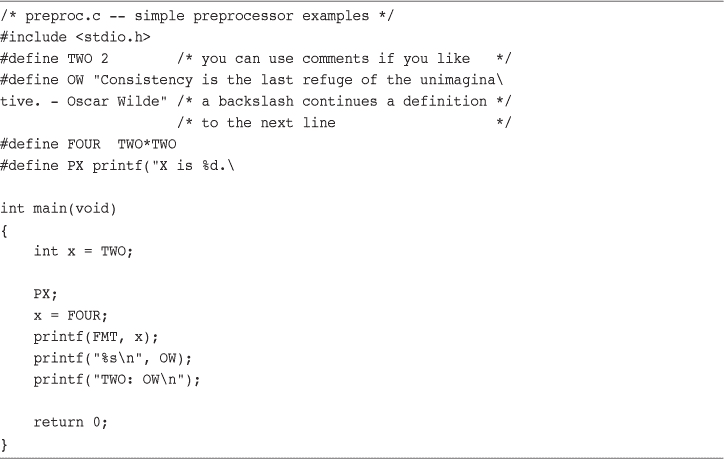 /* preproc.c -- simple preprocessor examples */
#include <stdio.h>
#define TWO 2        /* you can use comments if you like   */
#define OW "Consistency is the last refuge of the unimagina\
tive. - Oscar Wilde" /* a backslash continues a definition */
                     /* to the next line                   */
#define FOUR  TWO*TWO
#define PX printf("X is %d.\

int main(void)
{
    int x = TWO;

    PX;
    x = FOUR;
    printf(FMT, x);
    printf("%s\n", OW);
    printf("TWO: OW\n");

    return 0;
}